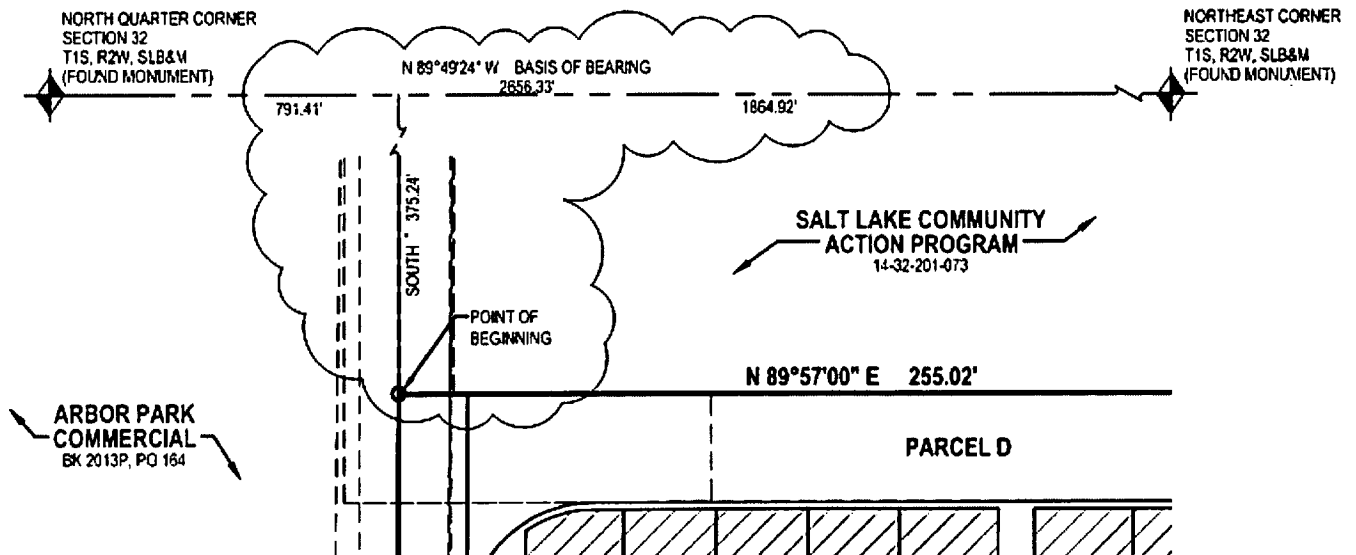 NORTH QUARTER CORNER
SECTION 32
T1S, R2W, SLB&M
(FOUND MONUMENT)
N 89°49'24" W BASIS OF BEARING
2656.33'
791.41'
1864.92'
NORTHEAST CORNER
SECTION 32
T1S, R2W, SLB&M
(FOUND MONUMENT)
SOUTH 375.24'
SALT LAKE COMMUNITY
ACTION PROGRAM
14-32-201-073
POINT OF
BEGINNING
N 89°57'00" E 255.02'
ARBOR PARK
COMMERCIAL
BK 2013P, PG 164
PARCEL D